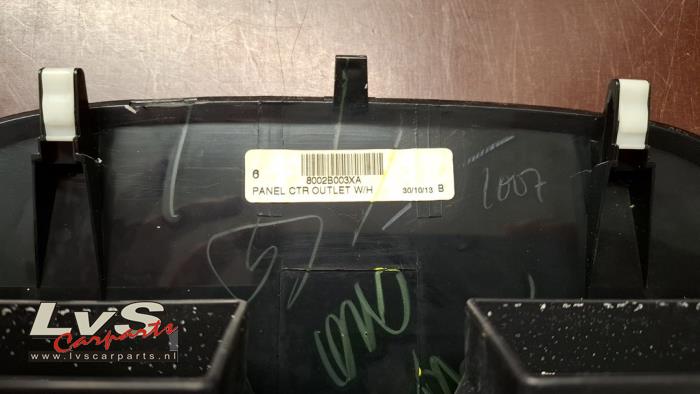 6
8002B003XA
PANEL CTR OUTLET W/H 30/10/13 B
1007
LvS
Carparts
www.lvscarparts.nl